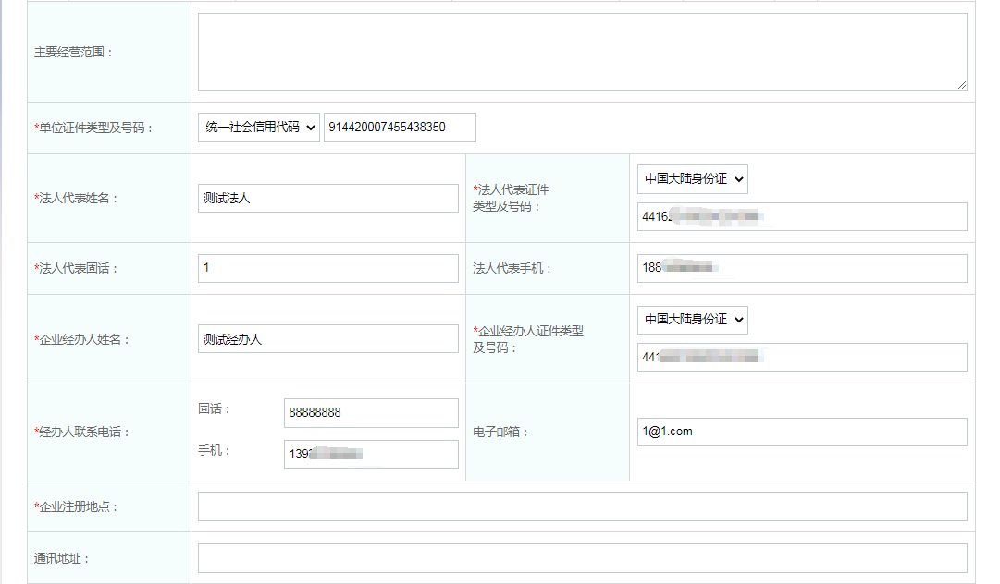 主要经营范围：
*单位证件类型及号码：
统一社会信用代码
914420007455438350
*法人代表姓名：
测试法人
*法人代表证件
类型及号码：
中国大陆身份证
4416
*法人代表固话：
1
法人代表手机：
188
*企业经办人姓名：
测试经办人
*企业经办人证件类型
及号码：
中国大陆身份证
441
*经办人联系电话：
固话：
88888888
手机：
139
电子邮箱：
1@1.com
*企业注册地点：
通讯地址：